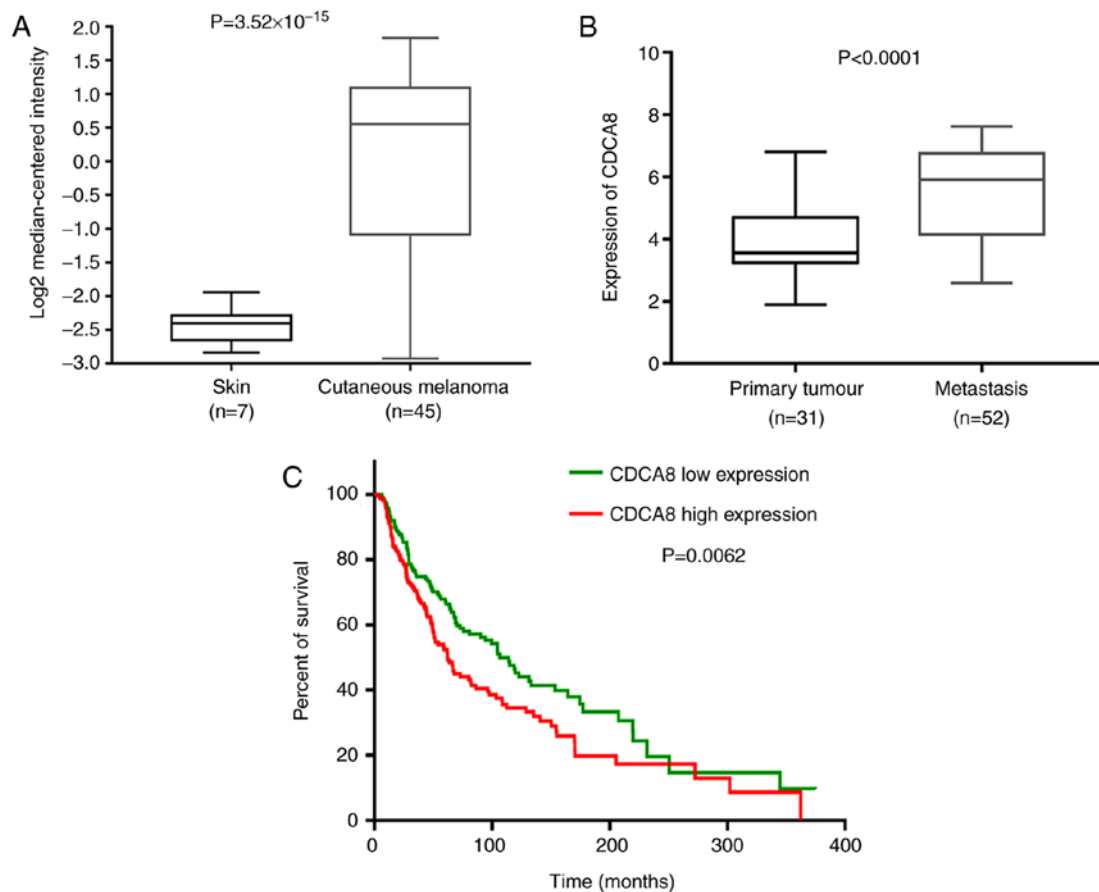 A
P=3.52×10⁻¹⁵
Log2 median-centered intensity
2.0
1.5
1.0
0.5
0.0
−0.5
−1.0
−1.5
−2.0
−2.5
−3.0
Skin
(n=7)
Cutaneous melanoma
(n=45)
B
P<0.0001
Expression of CDCA8
10
8
6
4
2
0
Primary tumour
(n=31)
Metastasis
(n=52)
C
CDCA8 low expression
CDCA8 high expression
P=0.0062
Percent of survival
100
80
60
40
20
0
0 100 200 300 400
Time (months)